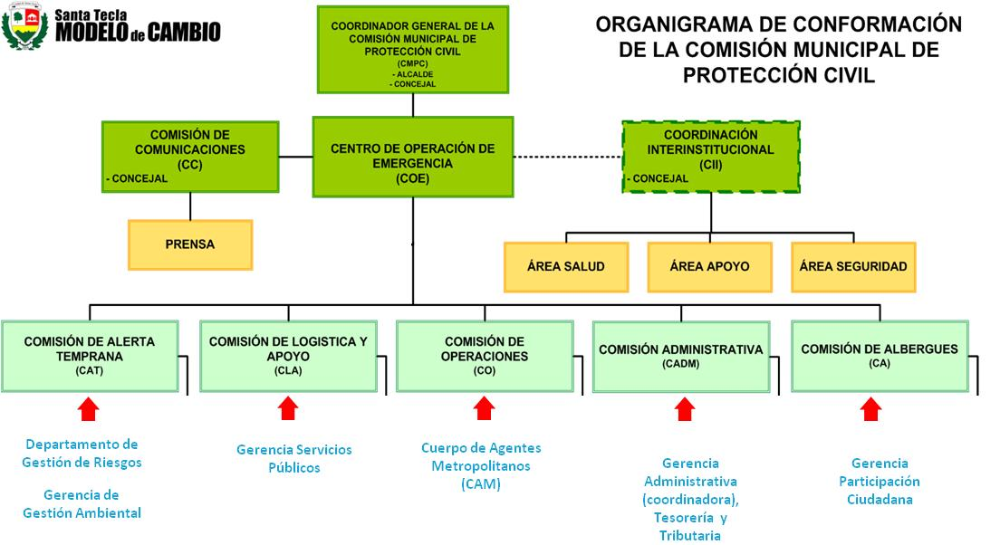 Santa Tecla
MODELO de CAMBIO
ORGANIGRAMA DE CONFORMACIÓN
DE LA COMISIÓN MUNICIPAL DE
PROTECCIÓN CIVIL
COORDINADOR GENERAL DE LA
COMISIÓN MUNICIPAL DE
PROTECCIÓN CIVIL
(CMPC)
- ALCALDE
- CONCEJAL
COMISIÓN DE
COMUNICACIONES
(CC)
- CONCEJAL
CENTRO DE OPERACIÓN DE
EMERGENCIA
(COE)
COORDINACIÓN
INTERINSTITUCIONAL
(CII)
- CONCEJAL
PRENSA
ÁREA SALUD
ÁREA APOYO
ÁREA SEGURIDAD
COMISIÓN DE ALERTA
TEMPRANA
(CAT)
COMISIÓN DE LOGISTICA Y
APOYO
(CLA)
COMISIÓN DE
OPERACIONES
(CO)
COMISIÓN ADMINISTRATIVA
(CADM)
COMISIÓN DE ALBERGUES
(CA)
Departamento de
Gestión de Riesgos
Gerencia de
Gestión Ambiental
Gerencia Servicios
Públicos
Cuerpo de Agentes
Metropolitanos
(CAM)
Gerencia
Administrativa
(coordinadora),
Tesorería y
Tributaria
Gerencia
Participación
Ciudadana